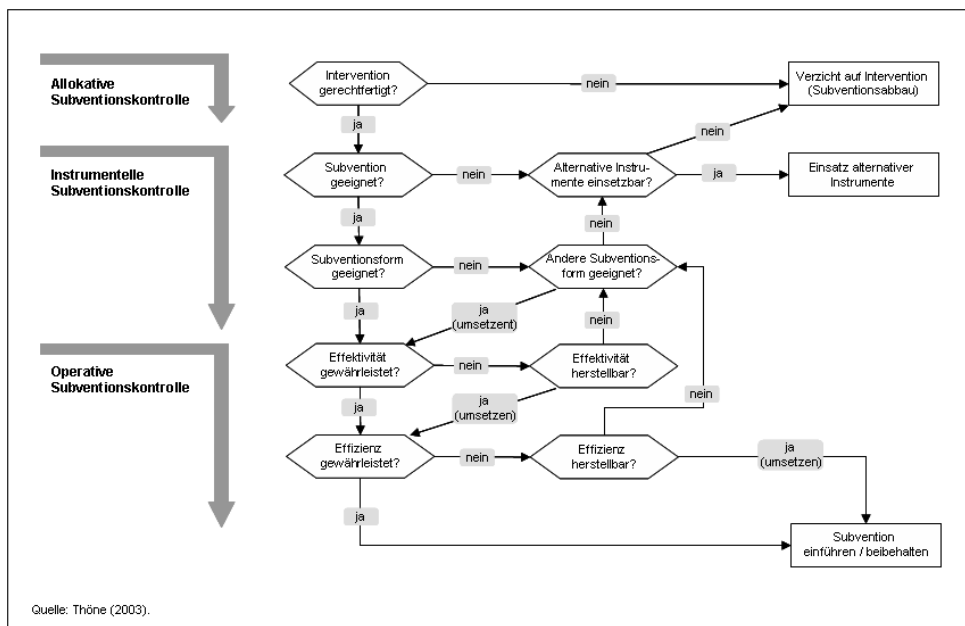 Allokative
Subventionskontrolle
Intervention
gerechtfertigt?
nein
Verzicht auf Intervention
(Subventionsabbau)
ja
nein
Instrumentelle
Subventionskontrolle
Subvention
geeignet?
nein
Alternative Instru-
mente einsetzbar?
ja
Einsatz alternativer
Instrumente
ja
nein
Subventionsform
geeignet?
nein
Andere Subventions-
form geeignet?
ja
ja
(umsetzent)
nein
Operative
Subventionskontrolle
Effektivität
gewährleistet?
nein
Effektivität
herstellbar?
nein
ja
ja
(umsetzen)
Effizienz
gewährleistet?
nein
Effizienz
herstellbar?
ja
(umsetzen)
ja
Subvention
einführen / beibehalten
Quelle: Thöne (2003).